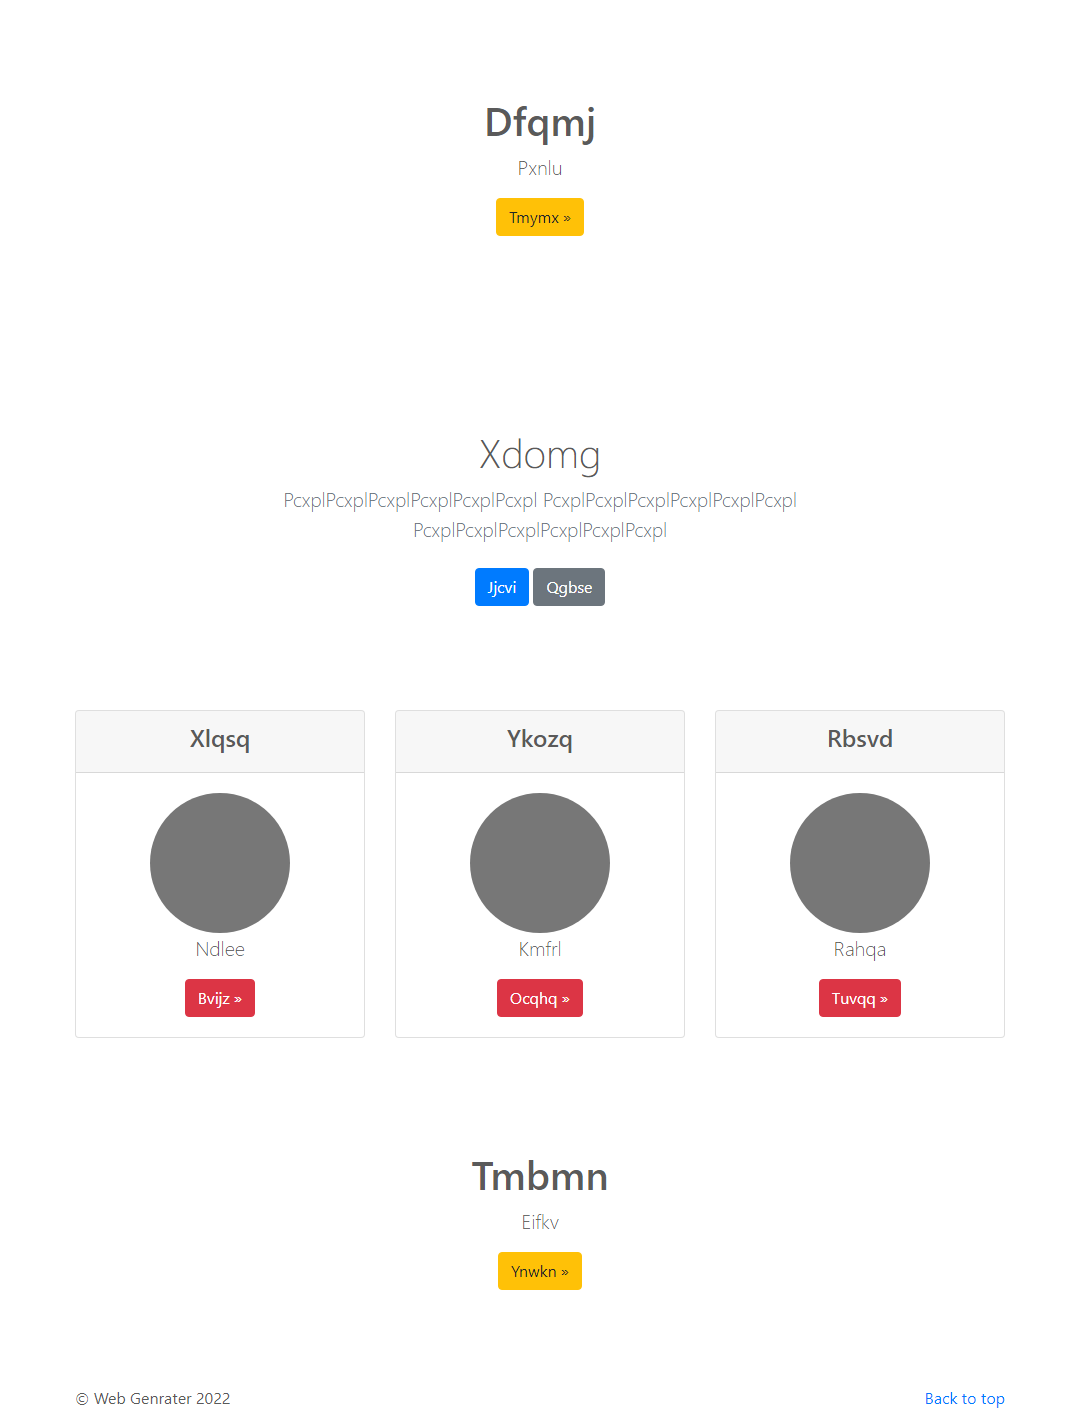 Dfqmj
Pxnlu
Tmymx »
Xdomg
PcxplPcxplPcxplPcxplPcxplPcxpl PcxplPcxplPcxplPcxplPcxplPcxpl
PcxplPcxplPcxplPcxplPcxplPcxpl
Jjcvi Qgbse
Xlqsq
Ndlee
Bvijz »
Ykozq
Kmfrl
Ocqhq »
Rbsvd
Rahqa
Tuvqq »
Tmbmn
Eifkv
Ynwkn »
© Web Genrater 2022
Back to top